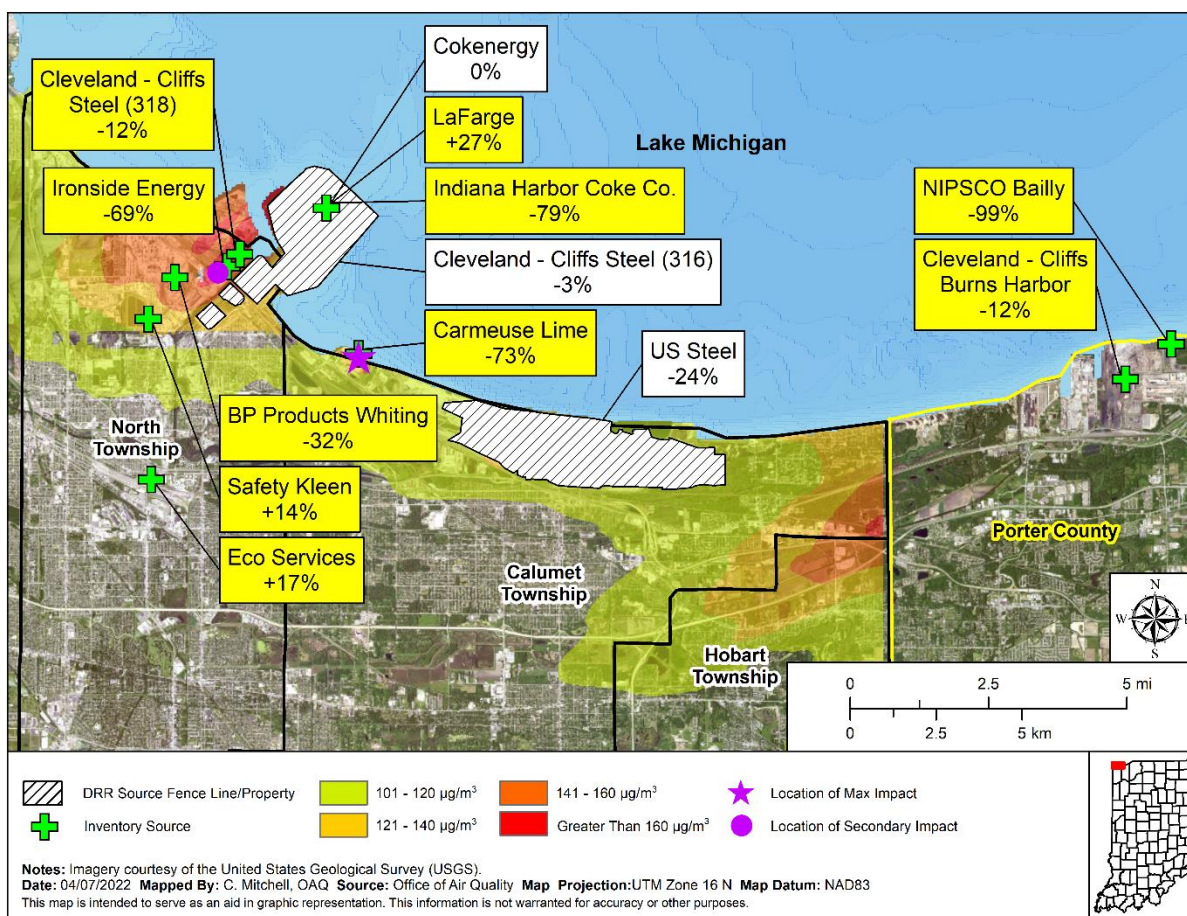 Cokenergy
0%
Cleveland - Cliffs
Steel (318)
-12%
LaFarge
+27%
Lake Michigan
Ironside Energy
-69%
Indiana Harbor Coke Co.
-79%
NIPSCO Bailly
-99%
Cleveland - Cliffs Steel (316)
-3%
Cleveland - Cliffs
Burns Harbor
-12%
Carmeuse Lime
-73%
US Steel
-24%
BP Products Whiting
-32%
North
Township
Safety Kleen
+14%
Eco Services
+17%
Calumet
Township
Porter County
Hobart
Township
N
W
E
S
0 2.5 5 mi
0 2.5 5 km
DRR Source Fence Line/Property
101 - 120 µg/m³
141 - 160 µg/m³
Location of Max Impact
Inventory Source
121 - 140 µg/m³
Greater Than 160 µg/m³
Location of Secondary Impact
Notes: Imagery courtesy of the United States Geological Survey (USGS).
Date: 04/07/2022 Mapped By: C. Mitchell, OAQ Source: Office of Air Quality Map Projection:UTM Zone 16 N Map Datum: NAD83
This map is intended to serve as an aid in graphic representation. This information is not warranted for accuracy or other purposes.